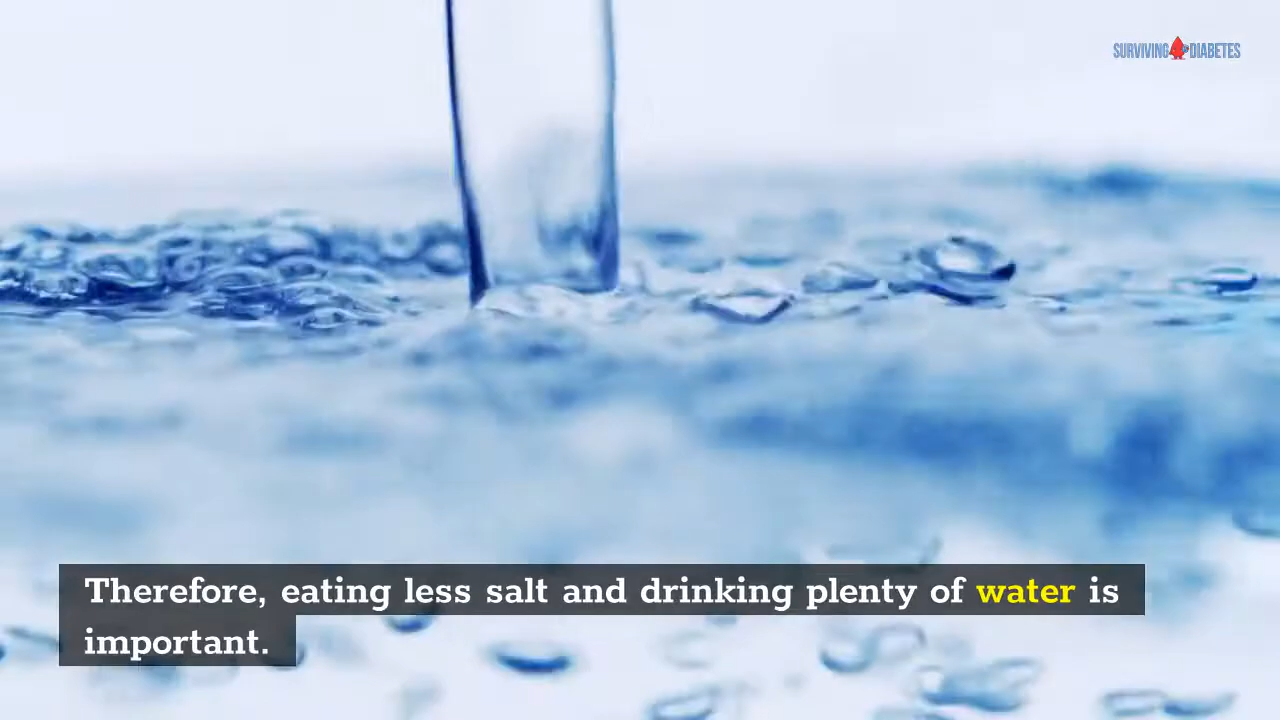 SURVIVING DIABETES
Therefore, eating less salt and drinking plenty of water is
important.